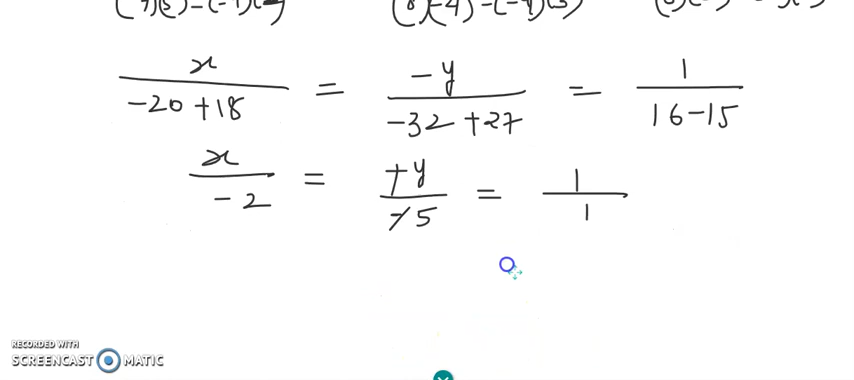 x/(-20+18) = -y/(-32+27) = 1/(16-15)
x/-2 = +y/-5 = 1/1
RECORDED WITH
SCREENCAST MATIC